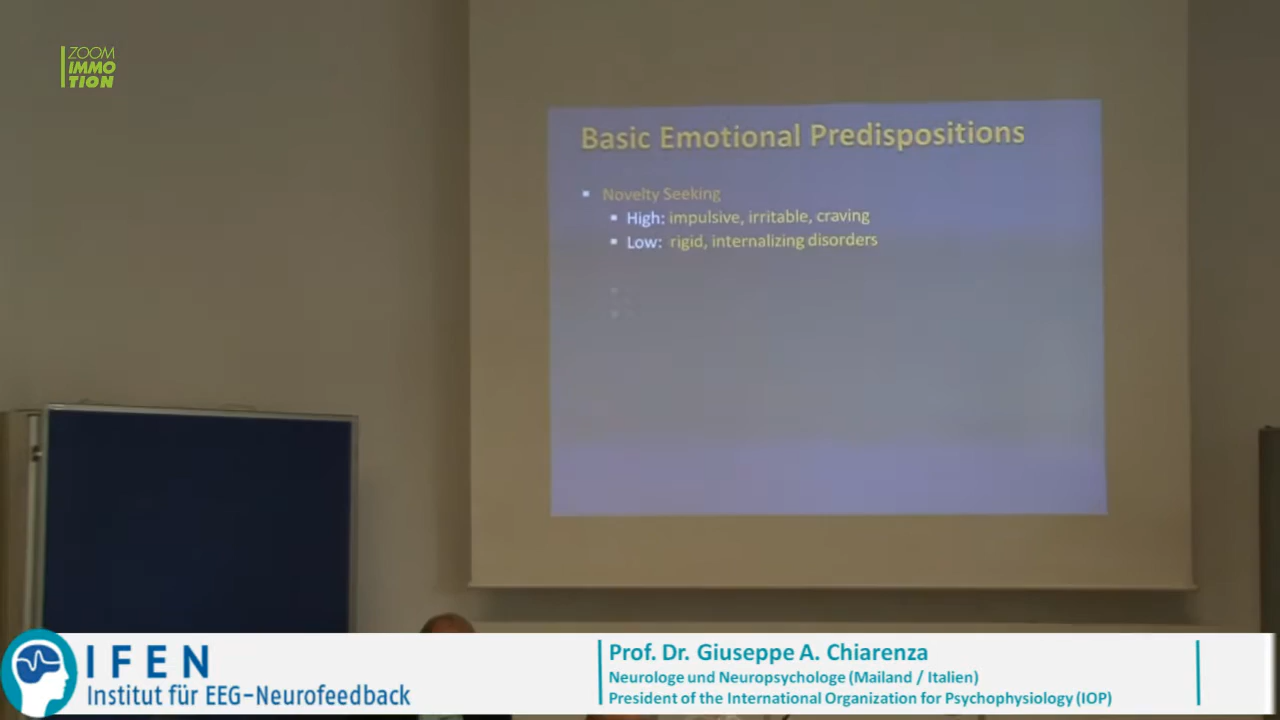 ZOOM
IMMO
TION
Basic Emotional Predispositions
Novelty Seeking
High: impulsive, irritable, craving
Low: rigid, internalizing disorders
IFEN
Institut für EEG-Neurofeedback
Prof. Dr. Giuseppe A. Chiarenza
Neurologe und Neuropsychologe (Mailand / Italien)
President of the International Organization for Psychophysiology (IOP)